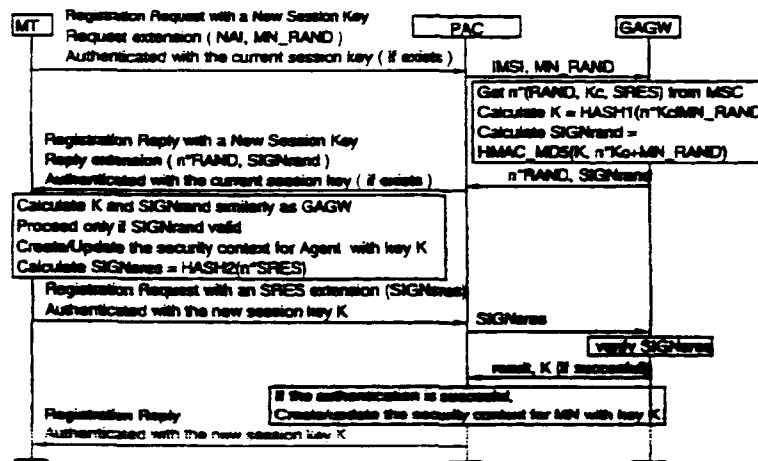 MT
PAC
GAGW
Registration Request with a New Session Key
Request extension ( NAI, MN_RAND )
Authenticated with the current session key ( if exists )
IMSI, MN_RAND
Get n*(RAND, Kc, SRES) from MSC
Calculate K = HASH1(n*Kc|MN_RAND
Calculate SIGNrand =
HMAC_MD5(K, n*Kc+MN_RAND)
Registration Reply with a New Session Key
Reply extension ( n*RAND, SIGNrand )
Authenticated with the current session key ( if exists )
n*RAND, SIGNrand
Calculate K and SIGNrand similarly as GAGW
Proceed only if SIGNrand valid
Create/Update the security context for Agent with key K
Calculate SIGNsres = HASH2(n*SRES)
Registration Request with an SRES extension (SIGNsres)
Authenticated with the new session key K
SIGNsres
verify SIGNsres
result, K (if successful)
If the authentication is succesful,
Create/update the security context for MN with key K
Registration Reply
Authenticated with the new session key K